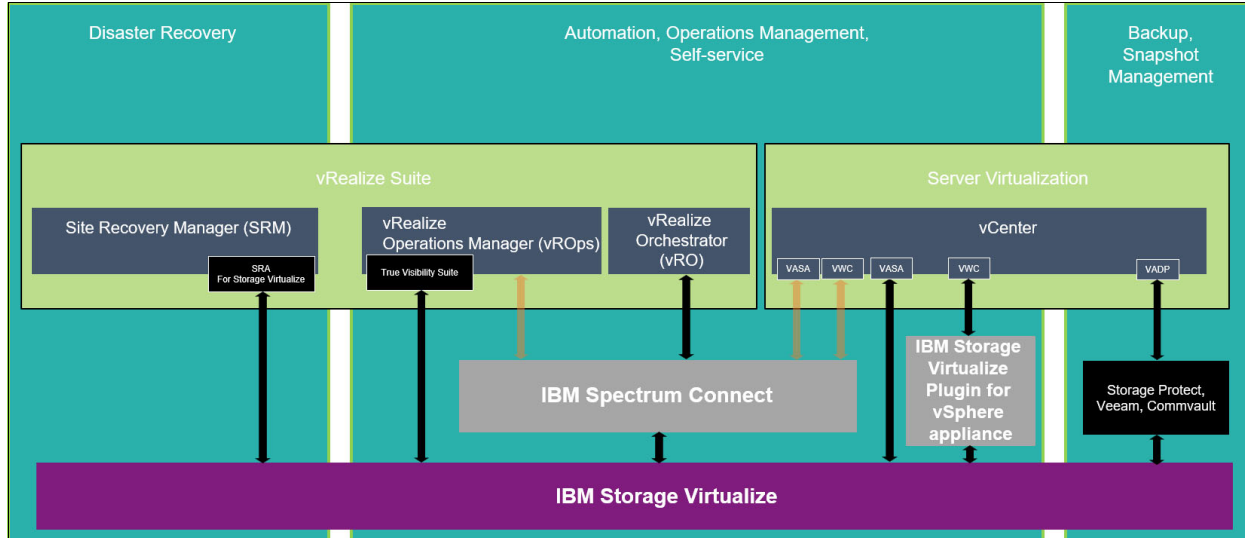 Disaster Recovery
Automation, Operations Management,
Self-service
Backup,
Snapshot
Management
vRealize Suite
Server Virtualization
Site Recovery Manager (SRM)
SRA
For Storage Virtualize
vRealize
Operations Manager (vROps)
True Visibility Suite
vRealize
Orchestrator
(vRO)
vCenter
VASA
VWC
VASA
VWC
VADP
IBM Spectrum Connect
IBM Storage
Virtualize
Plugin for
vSphere
appliance
Storage Protect,
Veeam, Commvault
IBM Storage Virtualize